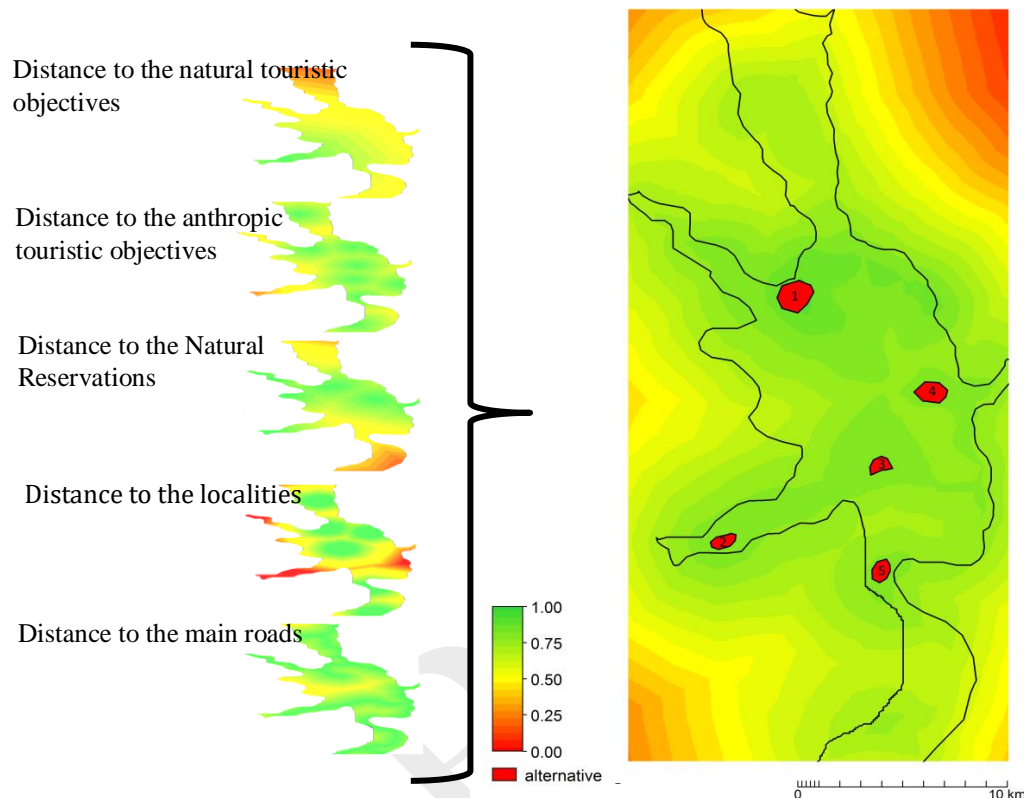 Distance to the natural touristic
objectives
Distance to the anthropic
touristic objectives
Distance to the Natural
Reservations
Distance to the localities
Distance to the main roads
1.00
0.75
0.50
0.25
0.00
alternative
1
4
3
2
5
0 10 km